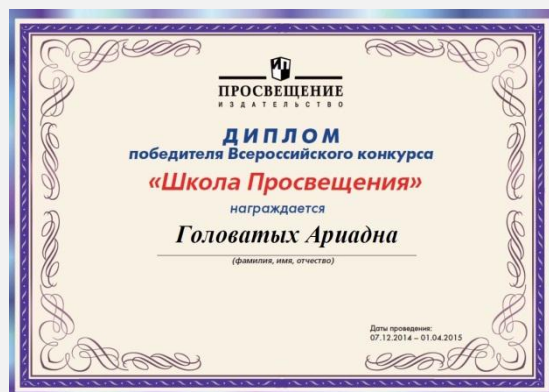 ПРОСВЕЩЕНИЕ
ИЗДАТЕЛЬСТВО
ДИПЛОМ
победителя Всероссийского конкурса
«Школа Просвещения»
награждается
Головатых Ариадна
(фамилия, имя, отчество)
Даты проведения:
07.12.2014 – 01.04.2015